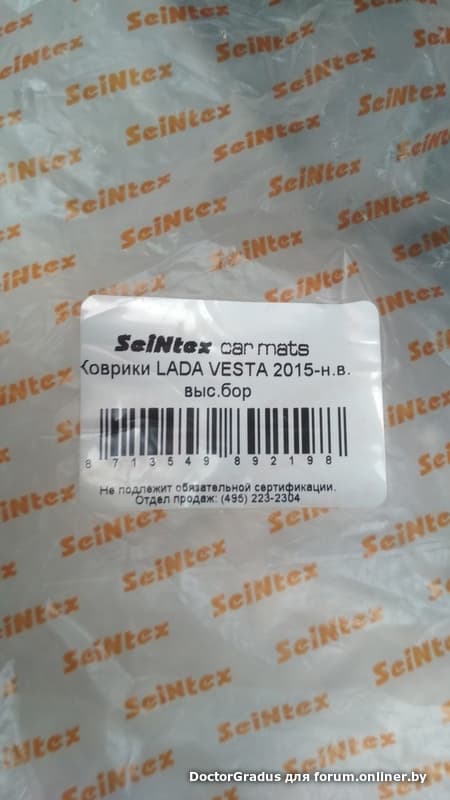 SeiNtex car mats
Коврики LADA VESTA 2015-н.в.
выс.бор
8 713549 892198
Не подлежит обязательной сертификации.
Отдел продаж: (495) 223-2304
SeiNtex
DoctorGradus для forum.onliner.by